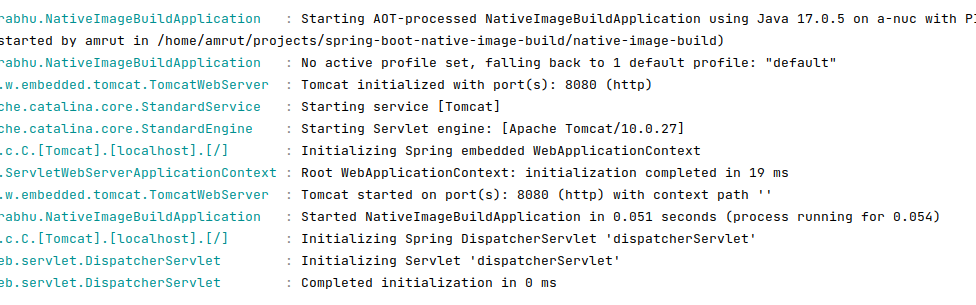 rabhu.NativeImageBuildApplication : Starting AOT-processed NativeImageBuildApplication using Java 17.0.5 on a-nuc with
started by amrut in /home/amrut/projects/spring-boot-native-image-build/native-image-build)
rabhu.NativeImageBuildApplication : No active profile set, falling back to 1 default profile: "default"
.w.embedded.tomcat.TomcatWebServer : Tomcat initialized with port(s): 8080 (http)
che.catalina.core.StandardService : Starting service [Tomcat]
che.catalina.core.StandardEngine : Starting Servlet engine: [Apache Tomcat/10.0.27]
.c.C.[Tomcat].[localhost].[/] : Initializing Spring embedded WebApplicationContext
.ServletWebServerApplicationContext : Root WebApplicationContext: initialization completed in 19 ms
.w.embedded.tomcat.TomcatWebServer : Tomcat started on port(s): 8080 (http) with context path ''
rabhu.NativeImageBuildApplication : Started NativeImageBuildApplication in 0.051 seconds (process running for 0.054)
.c.C.[Tomcat].[localhost].[/] : Initializing Spring DispatcherServlet 'dispatcherServlet'
eb.servlet.DispatcherServlet : Initializing Servlet 'dispatcherServlet'
eb.servlet.DispatcherServlet : Completed initialization in 0 ms